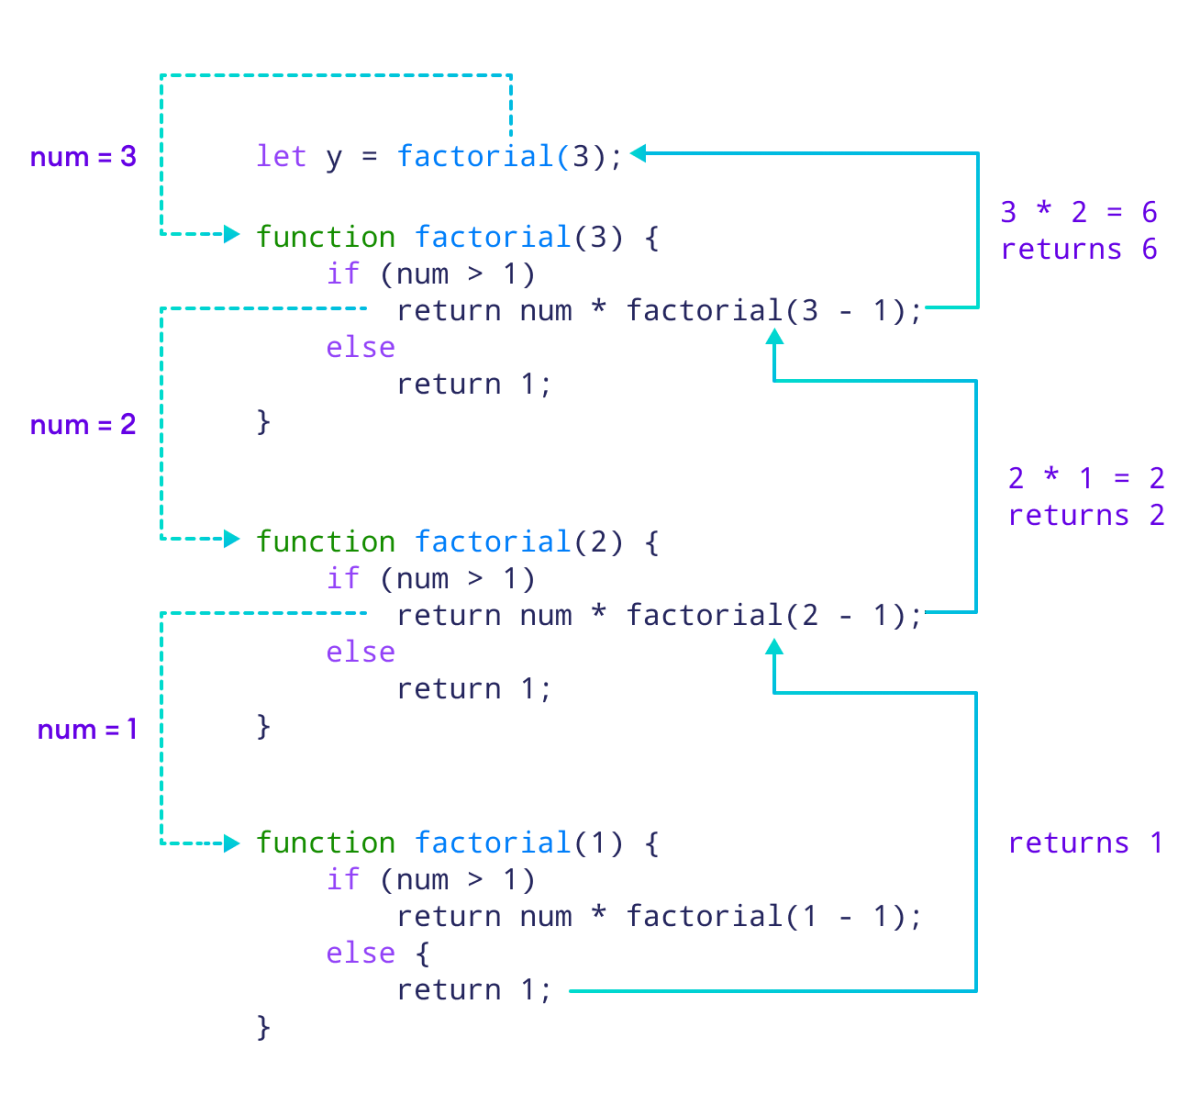 num = 3
let y = factorial(3);
3 * 2 = 6
returns 6
function factorial(3) {
if (num > 1)
return num * factorial(3 - 1);
else
return 1;
}
num = 2
2 * 1 = 2
returns 2
function factorial(2) {
if (num > 1)
return num * factorial(2 - 1);
else
return 1;
}
num = 1
function factorial(1) {
returns 1
if (num > 1)
return num * factorial(1 - 1);
else {
return 1;
}